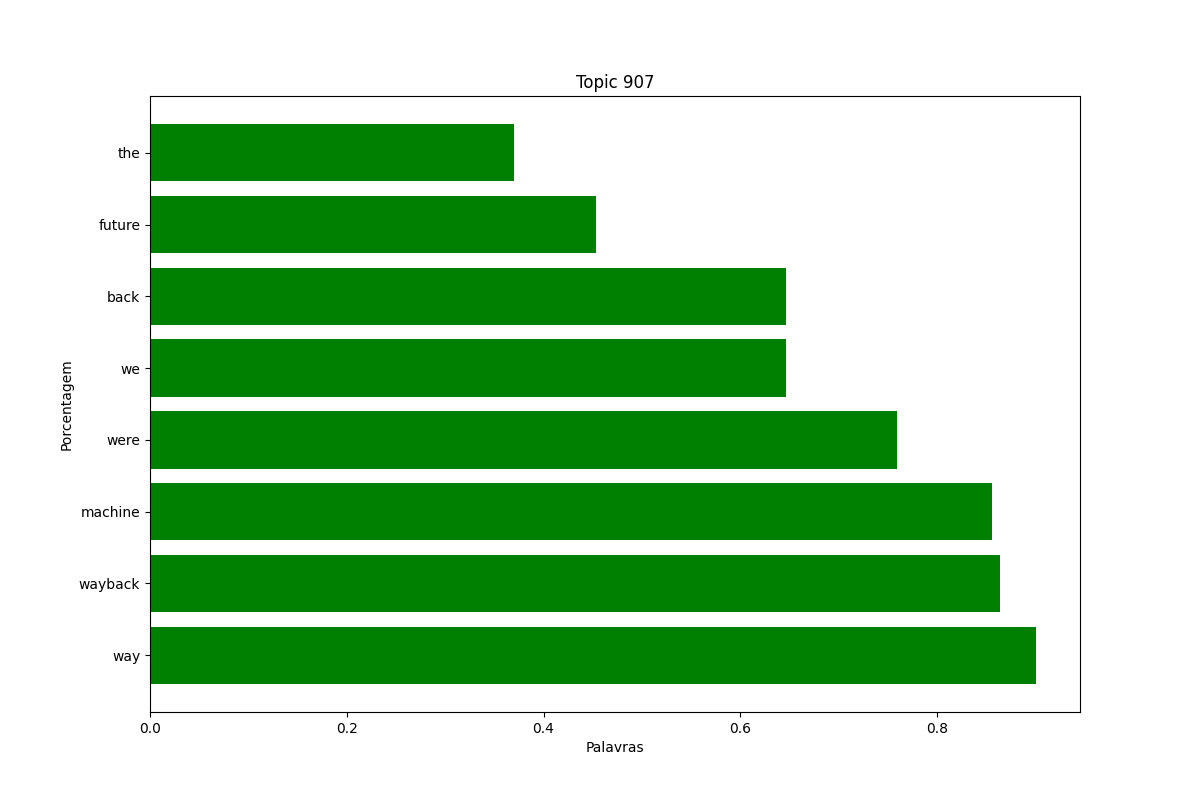 Topic 907
the
future
back
we
were
machine
wayback
way
Porcentagem
0.0 0.2 0.4 0.6 0.8
Palavras